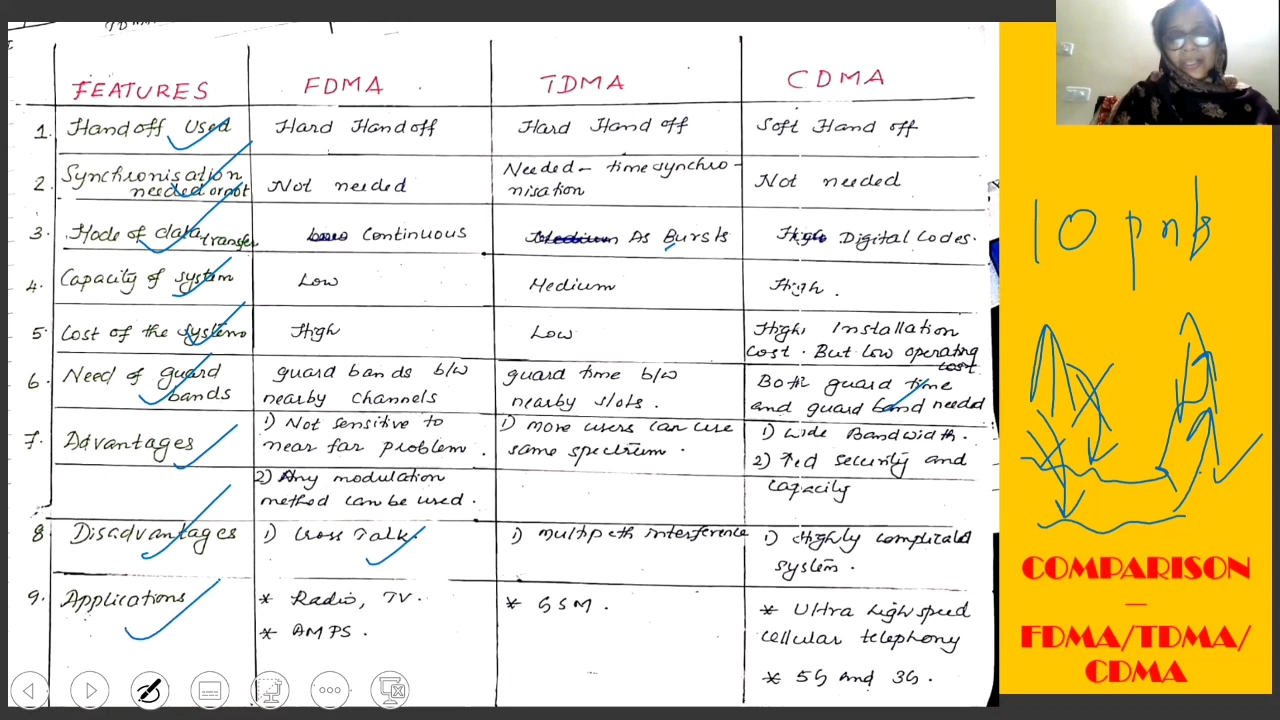 FEATURES FDMA TDMA CDMA
1. Handoff Used Hard Handoff Hard Hand off Soft Hand off
2. Synchronisation needed or not Not needed Needed - time synchro - nisation Not needed
3. Mode of data transfer Continuous As Bursts Digital Codes.
4. Capacity of system Low Medium High.
5. Cost of the system High Low High Installation cost. But low operating cost
6. Need of guard bands guard bands b/w nearby channels guard time b/w nearby slots. Both guard time and guard band needed
7. Advantages 1) Not sensitive to near far problem. 1) more users can use same spectrum. 1) Wide Bandwidth.
2) Any modulation method can be used. 2) ↑ed security and capacity
8 Disadvantages 1) Cross Talk. 1) multipath interference 1) Highly complicated system.
9. Applications * Radio, TV. * GSM. * Ultra high speed cellular telephony
* AMPS. * 5G and 3G.
10 pnts
COMPARISON
–
FDMA/TDMA/
CDMA